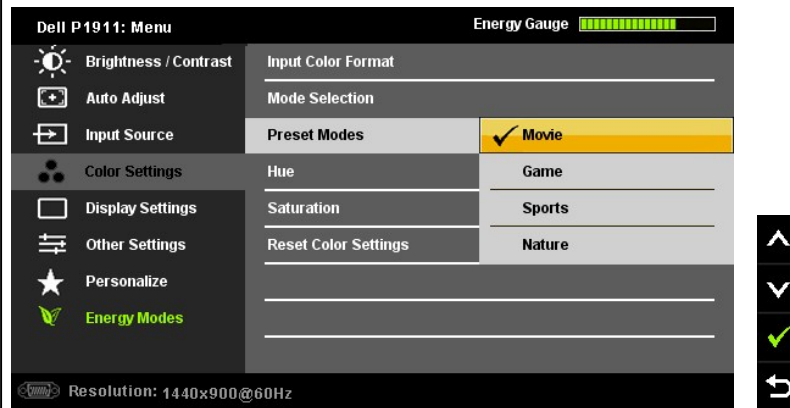 Dell P1911: Menu
Energy Gauge
Brightness / Contrast
Auto Adjust
Input Source
Color Settings
Display Settings
Other Settings
Personalize
Energy Modes
Input Color Format
Mode Selection
Preset Modes
Hue
Saturation
Reset Color Settings
Movie
Game
Sports
Nature
Resolution: 1440x900@60Hz